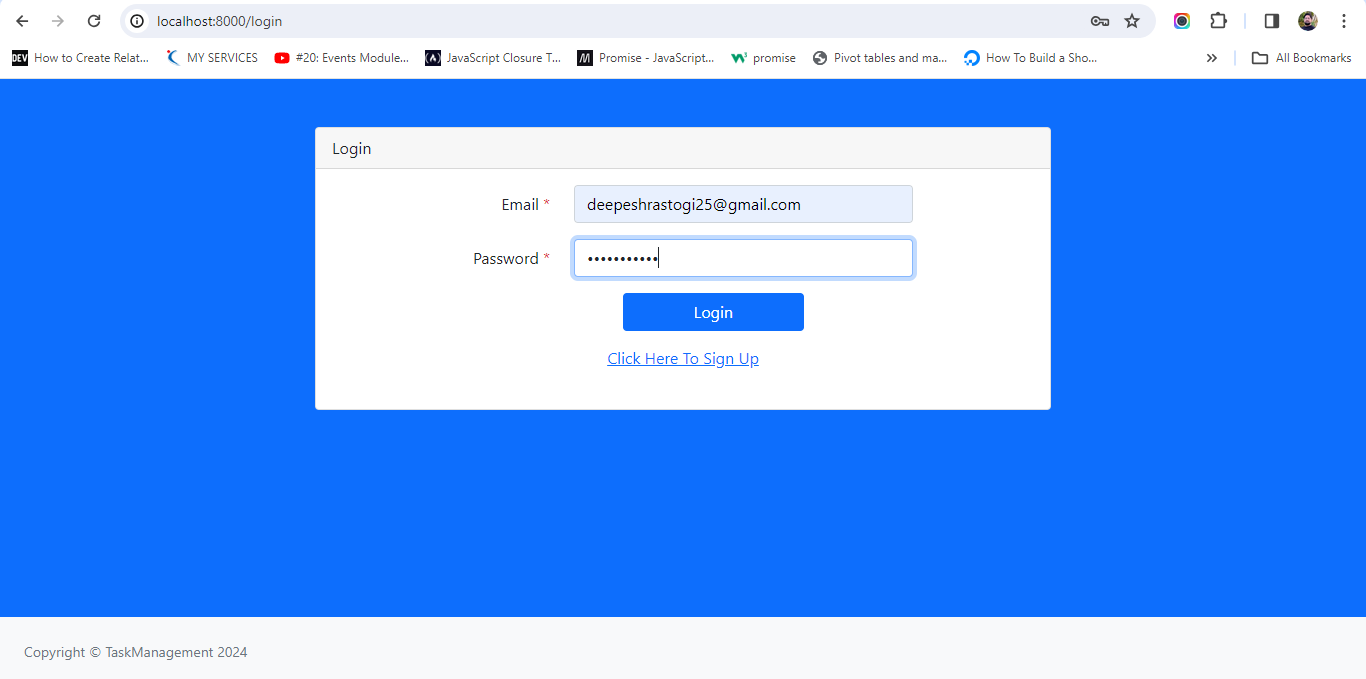 localhost:8000/login
DEV How to Create Relat... MY SERVICES #20: Events Module... JavaScript Closure T... Promise - JavaScript... promise Pivot tables and ma... How To Build a Sho... » All Bookmarks
Login
Email * deepeshrastogi25@gmail.com
Password * •••••••••••
Login
Click Here To Sign Up
Copyright © TaskManagement 2024